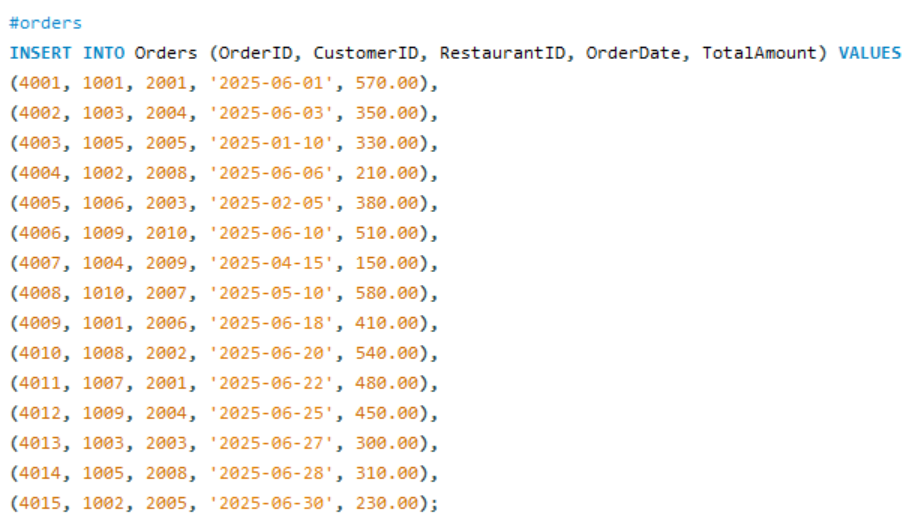 #orders
INSERT INTO Orders (OrderID, CustomerID, RestaurantID, OrderDate, TotalAmount) VALUES
(4001, 1001, 2001, '2025-06-01', 570.00),
(4002, 1003, 2004, '2025-06-03', 350.00),
(4003, 1005, 2005, '2025-01-10', 330.00),
(4004, 1002, 2008, '2025-06-06', 210.00),
(4005, 1006, 2003, '2025-02-05', 380.00),
(4006, 1009, 2010, '2025-06-10', 510.00),
(4007, 1004, 2009, '2025-04-15', 150.00),
(4008, 1010, 2007, '2025-05-10', 580.00),
(4009, 1001, 2006, '2025-06-18', 410.00),
(4010, 1008, 2002, '2025-06-20', 540.00),
(4011, 1007, 2001, '2025-06-22', 480.00),
(4012, 1009, 2004, '2025-06-25', 450.00),
(4013, 1003, 2003, '2025-06-27', 300.00),
(4014, 1005, 2008, '2025-06-28', 310.00),
(4015, 1002, 2005, '2025-06-30', 230.00);